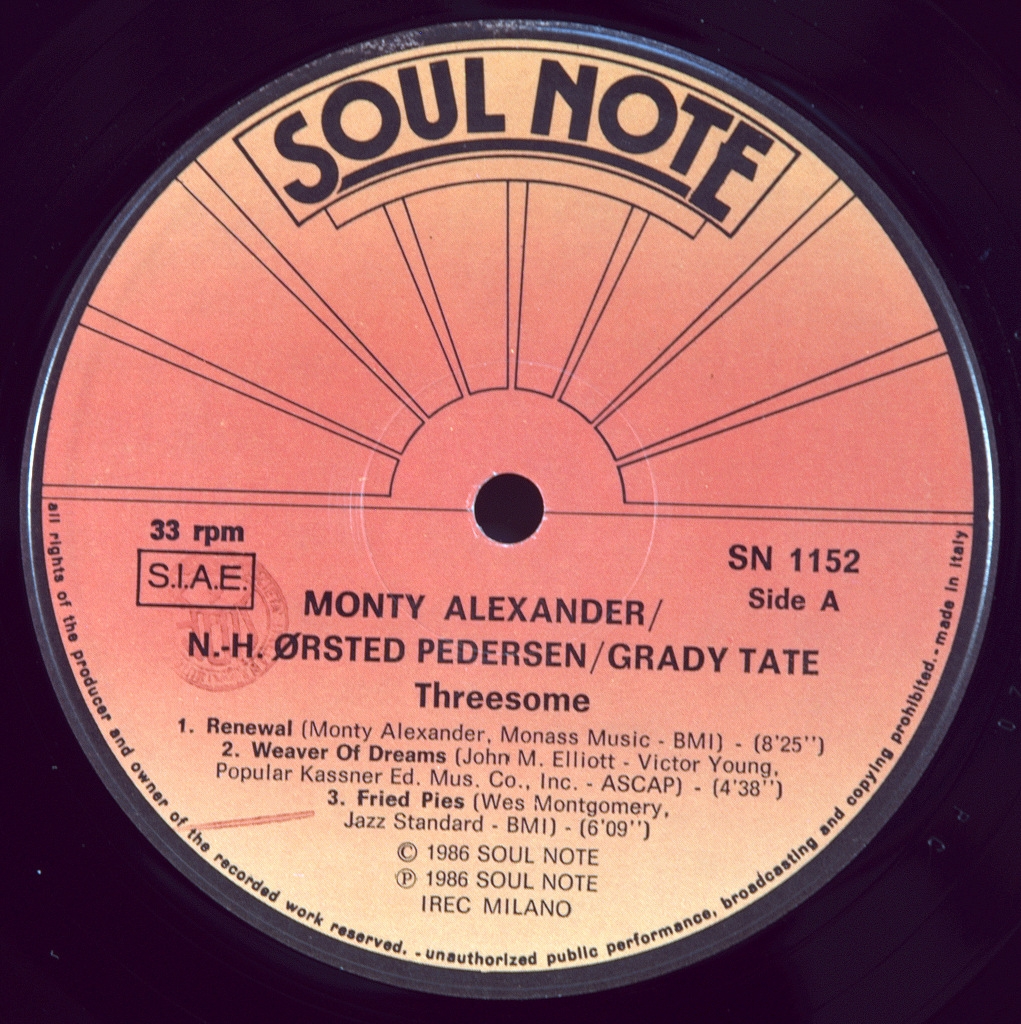 SOUL NOTE
33 rpm
S.I.A.E.
SN 1152
Side A
MONTY ALEXANDER/
N.-H. ØRSTED PEDERSEN/GRADY TATE
Threesome
1. Renewal (Monty Alexander, Monass Music - BMI) - (8'25'')
2. Weaver Of Dreams (John M. Elliott - Victor Young,
Popular Kassner Ed. Mus. Co., Inc. - ASCAP) - (4'38'')
3. Fried Pies (Wes Montgomery,
Jazz Standard - BMI) - (6'09'')
© 1986 SOUL NOTE
℗ 1986 SOUL NOTE
IREC MILANO
all rights of the producer and owner of the recorded work reserved. - unauthorized public performance, broadcasting and copying prohibited. - made in Italy